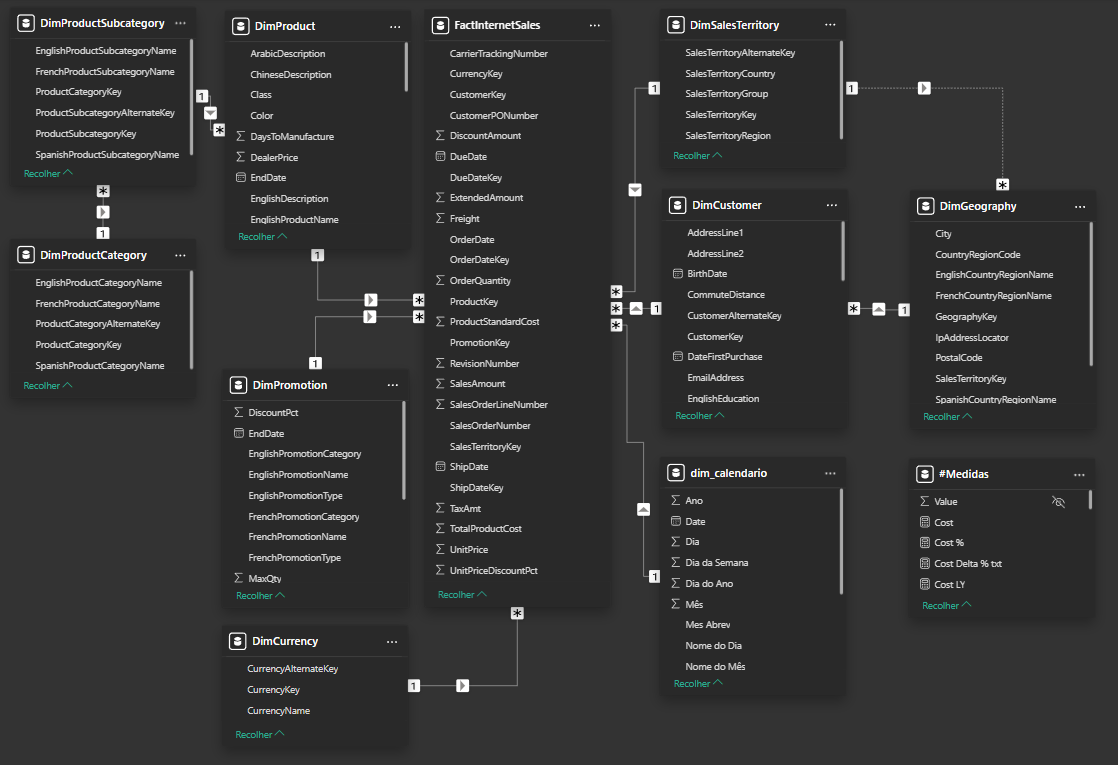 DimProductSubcategory
EnglishProductSubcategoryName
FrenchProductSubcategoryName
ProductCategoryKey
ProductSubcategoryAlternateKey
ProductSubcategoryKey
SpanishProductSubcategoryName
Recolher
1
*
*
1
DimProductCategory
EnglishProductCategoryName
FrenchProductCategoryName
ProductCategoryAlternateKey
ProductCategoryKey
SpanishProductCategoryName
Recolher
DimProduct
ArabicDescription
ChineseDescription
Class
Color
DaysToManufacture
DealerPrice
EndDate
EnglishDescription
EnglishProductName
Recolher
1
*
*
1
DimPromotion
DiscountPct
EndDate
EnglishPromotionCategory
EnglishPromotionName
EnglishPromotionType
FrenchPromotionCategory
FrenchPromotionName
FrenchPromotionType
MaxQty
Recolher
DimCurrency
CurrencyAlternateKey
CurrencyKey
CurrencyName
Recolher
1
*
FactInternetSales
CarrierTrackingNumber
CurrencyKey
CustomerKey
CustomerPONumber
DiscountAmount
DueDate
DueDateKey
ExtendedAmount
Freight
OrderDate
OrderDateKey
OrderQuantity
ProductKey
ProductStandardCost
PromotionKey
RevisionNumber
SalesAmount
SalesOrderLineNumber
SalesOrderNumber
SalesTerritoryKey
ShipDate
ShipDateKey
TaxAmt
TotalProductCost
UnitPrice
UnitPriceDiscountPct
Recolher
1
*
*
1
*
1
DimSalesTerritory
SalesTerritoryAlternateKey
SalesTerritoryCountry
SalesTerritoryGroup
SalesTerritoryKey
SalesTerritoryRegion
Recolher
1
*
DimCustomer
AddressLine1
AddressLine2
BirthDate
CommuteDistance
CustomerAlternateKey
CustomerKey
DateFirstPurchase
EmailAddress
EnglishEducation
Recolher
*
1
DimGeography
City
CountryRegionCode
EnglishCountryRegionName
FrenchCountryRegionName
GeographyKey
IpAddressLocator
PostalCode
SalesTerritoryKey
SpanishCountryRegionName
Recolher
dim_calendario
Ano
Date
Dia
Dia da Semana
Dia do Ano
Mês
Mes Abrev
Nome do Dia
Nome do Mês
Recolher
#Medidas
Value
Cost
Cost %
Cost Delta % txt
Cost LY
Recolher